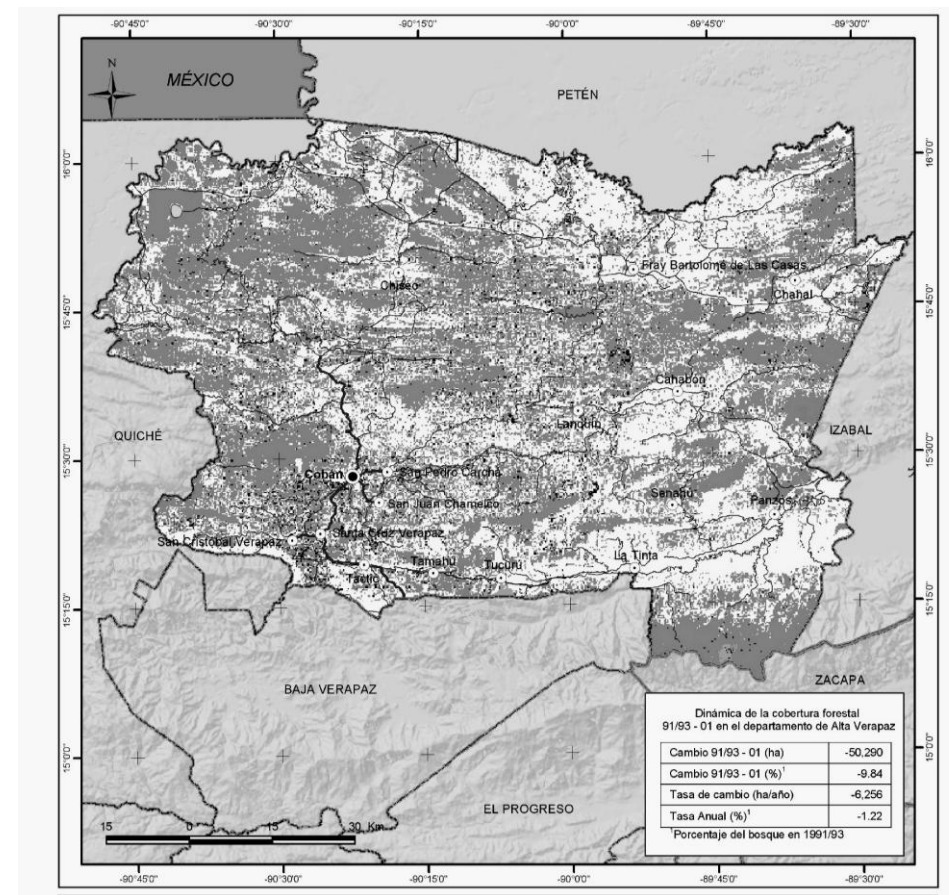 -90°45'0"
-90°30'0"
-90°15'0"
-90°0'0"
-89°45'0"
-89°30'0"
N
MÉXICO
PETÉN
16°0'0"
16°0'0"
Fray Bartolomé de Las Casas
Chisec
Chahal
15°45'0"
15°45'0"
Cahabón
Lanquín
QUICHÉ
IZABAL
15°30'0"
15°30'0"
Cobán
San Pedro Carchá
Senahú
Panzós
San Juan Chamelco
Santa Cruz Verapaz
San Cristóbal Verapaz
La Tinta
Tamahú
Tucurú
Tactic
15°15'0"
15°15'0"
BAJA VERAPAZ
ZACAPA
Dinámica de la cobertura forestal
91/93 - 01 en el departamento de Alta Verapaz
Cambio 91/93 - 01 (ha) -50,290
Cambio 91/93 - 01 (%)¹ -9.84
Tasa de cambio (ha/año) -6,256
Tasa Anual (%)¹ -1.22
¹Porcentaje del bosque en 1991/93
15°0'0"
15°0'0"
EL PROGRESO
15 0 15 30 Km
-90°45'0"
-90°30'0"
-90°15'0"
-90°0'0"
-89°45'0"
-89°30'0"